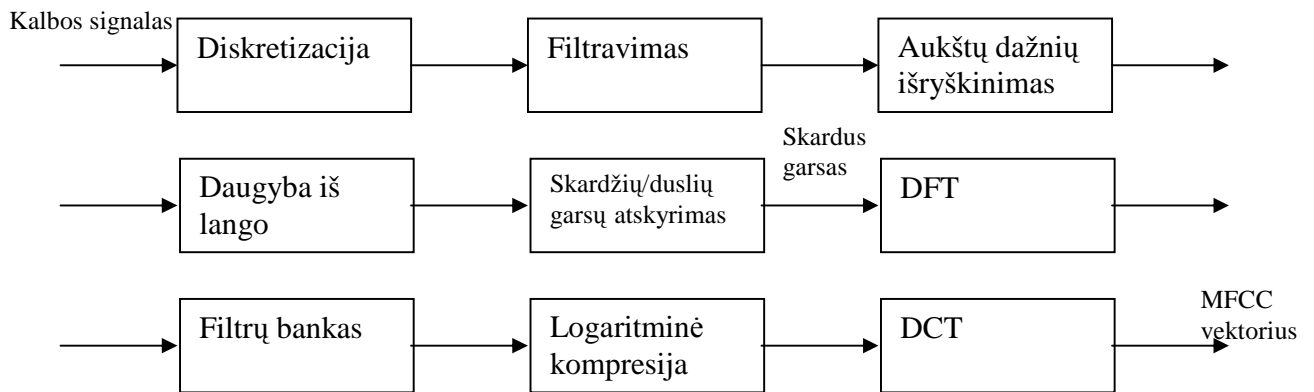 Kalbos signalas
Diskretizacija
Filtravimas
Aukštų dažnių
išryškinimas
Daugyba iš
lango
Skardžių/duslių
garsų atskyrimas
Skardus
garsas
DFT
Filtrų bankas
Logaritminė
kompresija
DCT
MFCC
vektorius